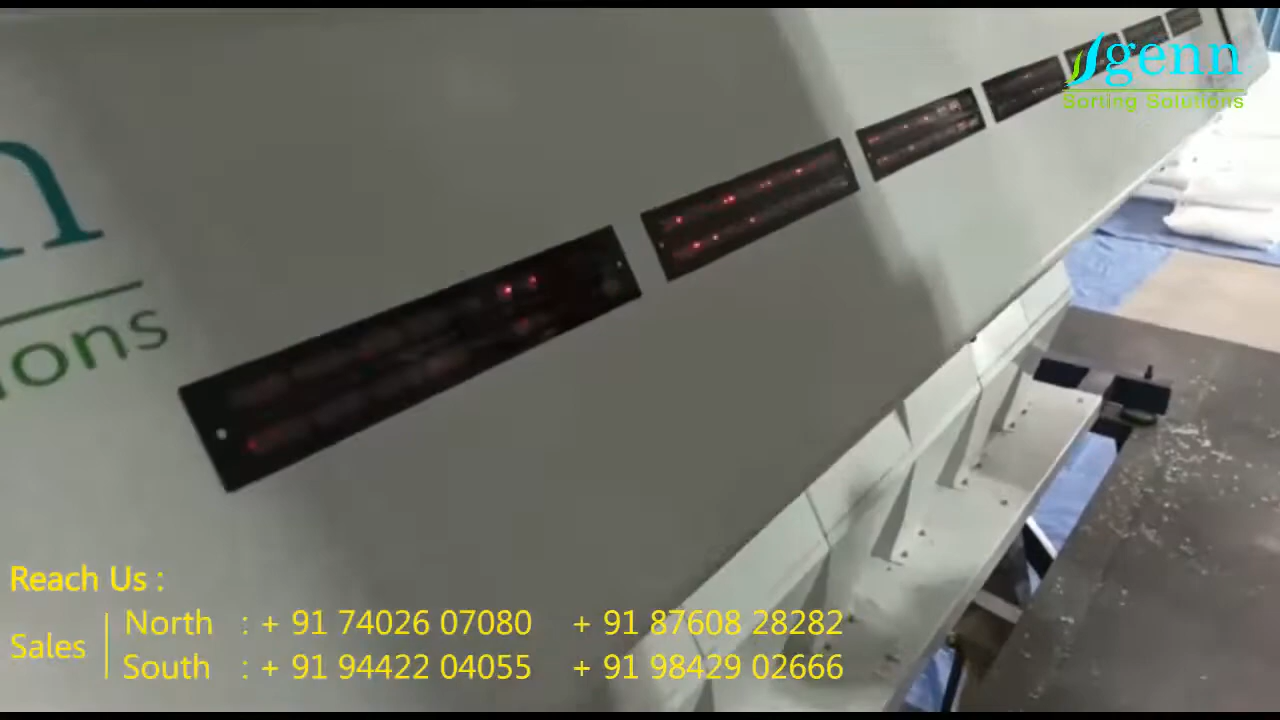 genn
Sorting Solutions
n
ions
Reach Us :
Sales
North : + 91 74026 07080 + 91 87608 28282
South : + 91 94422 04055 + 91 98429 02666